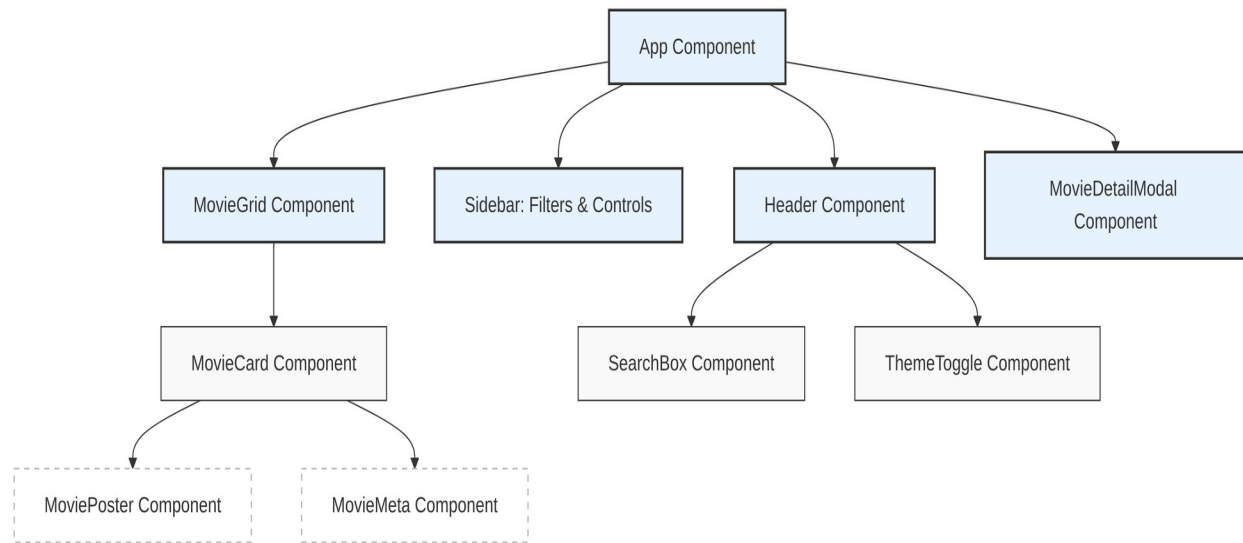 App Component
MovieGrid Component
Sidebar: Filters & Controls
Header Component
MovieDetailModal
Component
MovieCard Component
SearchBox Component
ThemeToggle Component
MoviePoster Component
MovieMeta Component